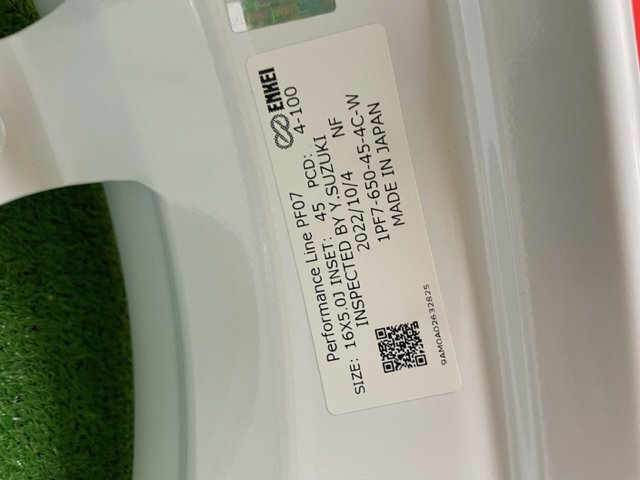 ENKEI
Performance Line PF07
SIZE: 16X5.0J INSET: 45 PCD: 4-100
INSPECTED BY Y.SUZUKI
2022/10/4 NF
1PF7-650-45-4C-W
MADE IN JAPAN
9AM0A02632825